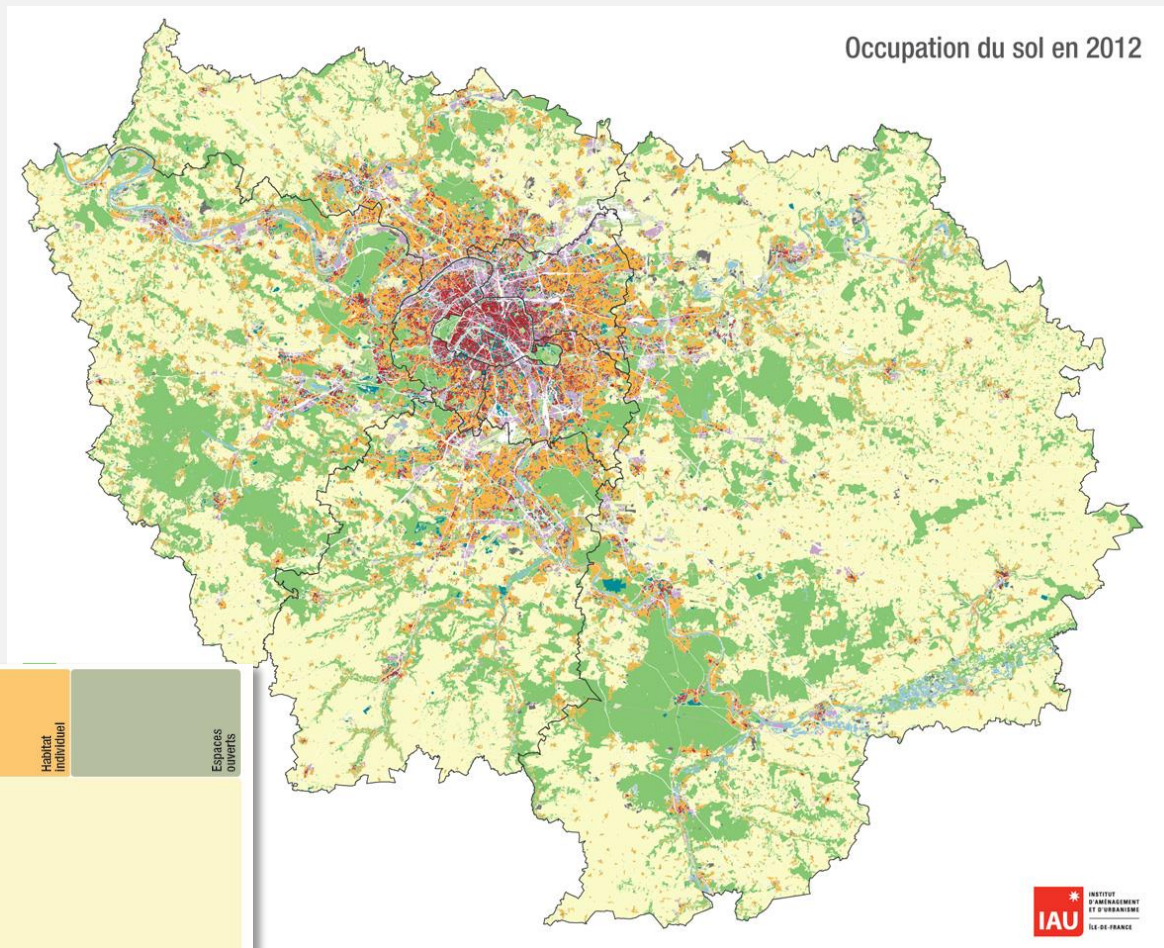 Occupation du sol en 2012
Habitat
individuel
Espaces
ouverts
IAU
INSTITUT
D'AMÉNAGEMENT
ET D'URBANISME
ÎLE-DE-FRANCE